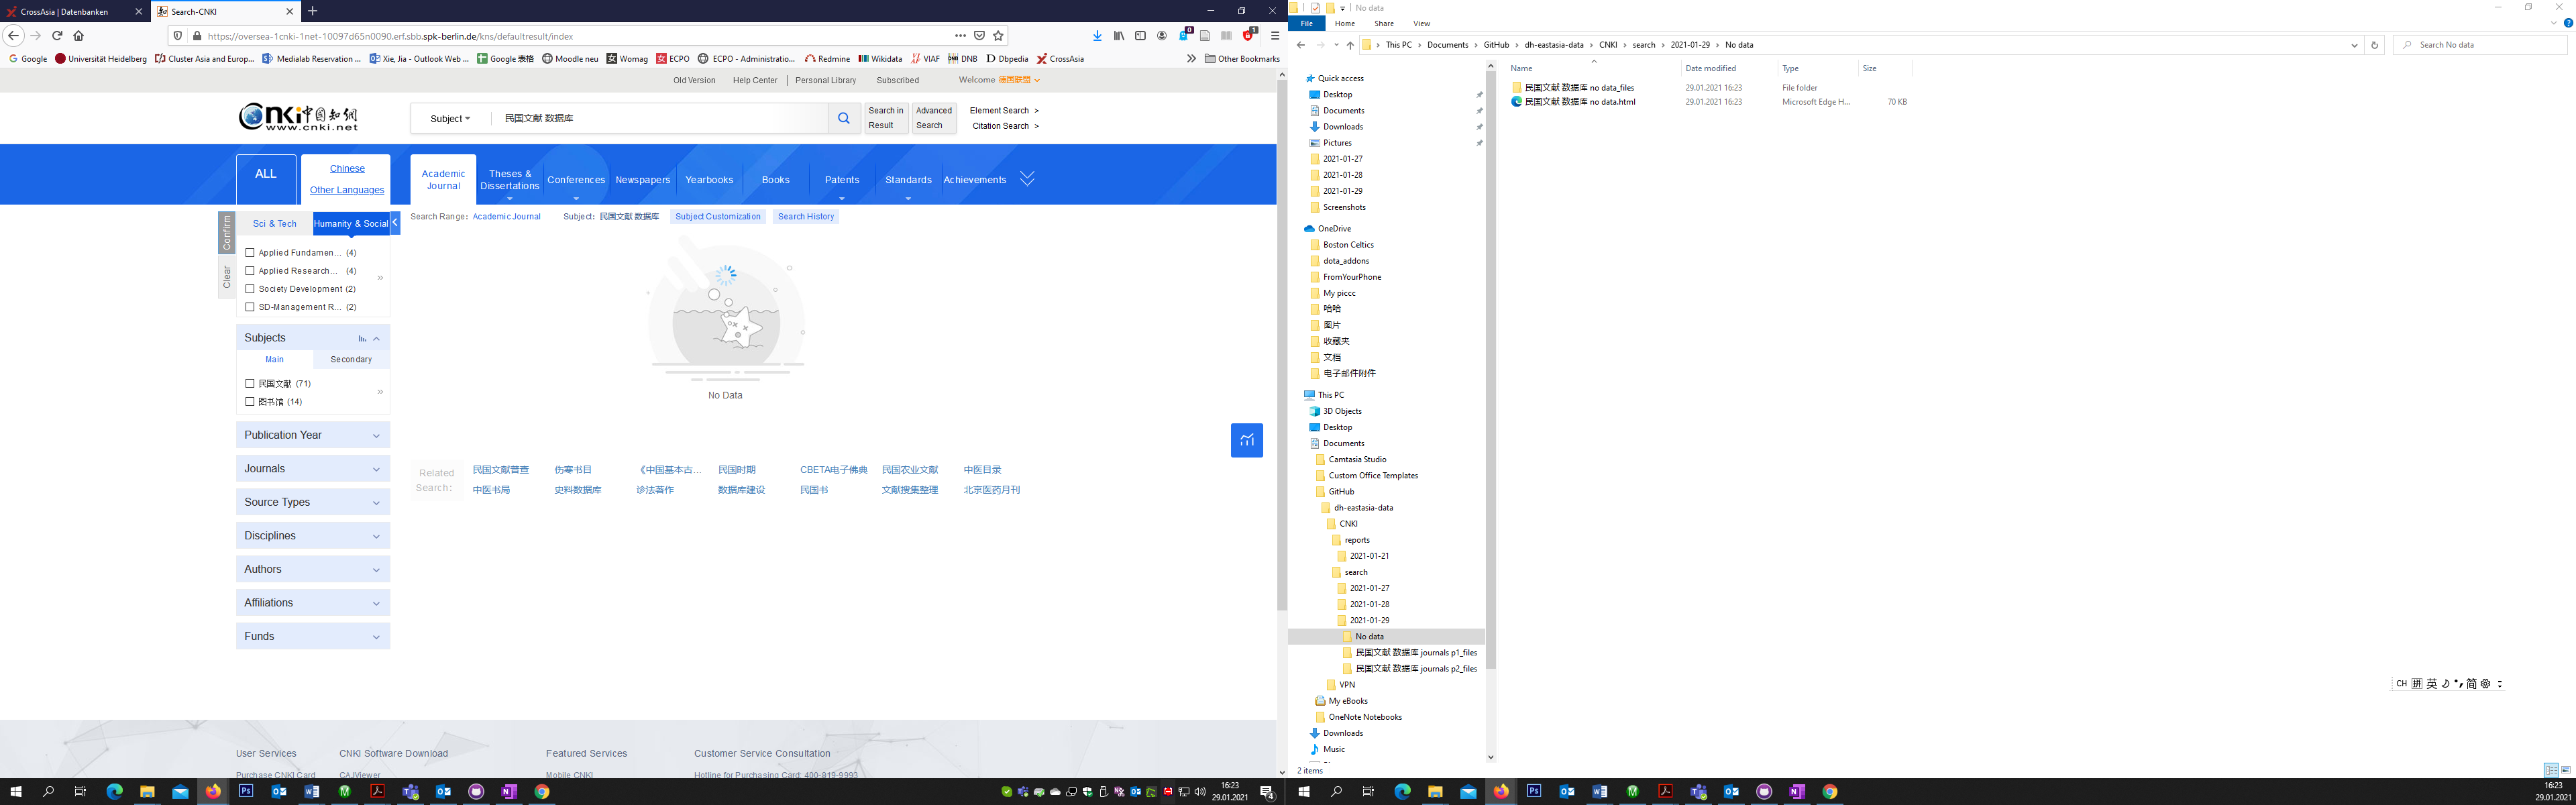 CrossAsia | Datenbanken
Search-CNKI
https://oversea-1cnki-1net-10097d65n0090.erf.sbb.spk-berlin.de/kns/defaultresult/index
Google Universität Heidelberg Cluster Asia and Europ... Medialab Reservation ... Xie, Jia - Outlook Web ... Google 表格 Moodle neu ECPO Womag ECPO - Administratio... Redmine Wikidata VIAF DNB Dbpedia CrossAsia Other Bookmarks
Old Version Help Center Personal Library Subscribed Welcome 德国联盟
Cnki中国知网
www.cnki.net
Subject 民国文献 数据库
Search in Result
Advanced Search
Element Search >
Citation Search >
ALL
Chinese
Other Languages
Academic Journal
Theses & Dissertations
Conferences
Newspapers
Yearbooks
Books
Patents
Standards
Achievements
Confirm
Clear
Sci & Tech
Humanity & Social
Search Range: Academic Journal Subject: 民国文献 数据库 Subject Customization Search History
Applied Fundamen... (4)
Applied Research... (4)
Society Development (2)
SD-Management R... (2)
Subjects
Main Secondary
民国文献 (71)
图书馆 (14)
No Data
Publication Year
Journals
Source Types
Disciplines
Authors
Affiliations
Funds
Related Search:
民国文献普查 伤寒书目 《中国基本古... 民国时期 CBETA电子佛典 民国农业文献 中医目录
中医书局 史料数据库 诊法著作 数据库建设 民国书 文献搜集整理 北京医药月刊
User Services CNKI Software Download Featured Services Customer Service Consultation
Purchase CNKI Card CAJViewer Mobile CNKI Hotline for Purchasing Card: 400-819-9993
16:23
29.01.2021
No data
File Home Share View
This PC > Documents > GitHub > dh-eastasia-data > CNKI > search > 2021-01-29 > No data
Search No data
Name Date modified Type Size
民国文献 数据库 no data_files 29.01.2021 16:23 File folder
民国文献 数据库 no data.html 29.01.2021 16:23 Microsoft Edge H... 70 KB
Quick access
Desktop
Documents
Downloads
Pictures
2021-01-27
2021-01-28
2021-01-29
Screenshots
OneDrive
Boston Celtics
dota_addons
FromYourPhone
My piccc
哈哈
图片
收藏夹
文档
电子邮件附件
This PC
3D Objects
Desktop
Documents
Camtasia Studio
Custom Office Templates
GitHub
dh-eastasia-data
CNKI
reports
2021-01-21
search
2021-01-27
2021-01-28
2021-01-29
No data
民国文献 数据库 journals p1_files
民国文献 数据库 journals p2_files
VPN
My eBooks
OneNote Notebooks
Downloads
Music
2 items
CH 拼 英 简
16:23
29.01.2021